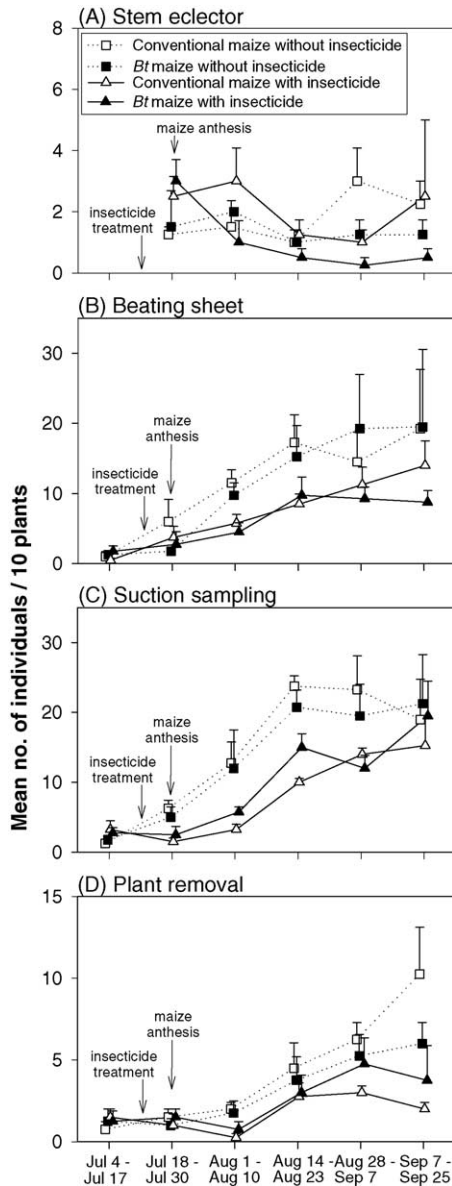 (A) Stem eclector
8
Conventional maize without insecticide
Bt maize without insecticide
Conventional maize with insecticide
Bt maize with insecticide
6
maize anthesis
4
insecticide
treatment
2
0
(B) Beating sheet
30
maize
anthesis
20
insecticide
treatment
10
0
(C) Suction sampling
30
maize
anthesis
20
insecticide
treatment
10
0
(D) Plant removal
15
maize
anthesis
10
insecticide
treatment
5
0
Mean no. of individuals / 10 plants
Jul 4 - Jul 18 - Aug 1 - Aug 14 - Aug 28 - Sep 7 -
Jul 17 Jul 30 Aug 10 Aug 23 Sep 7 Sep 25